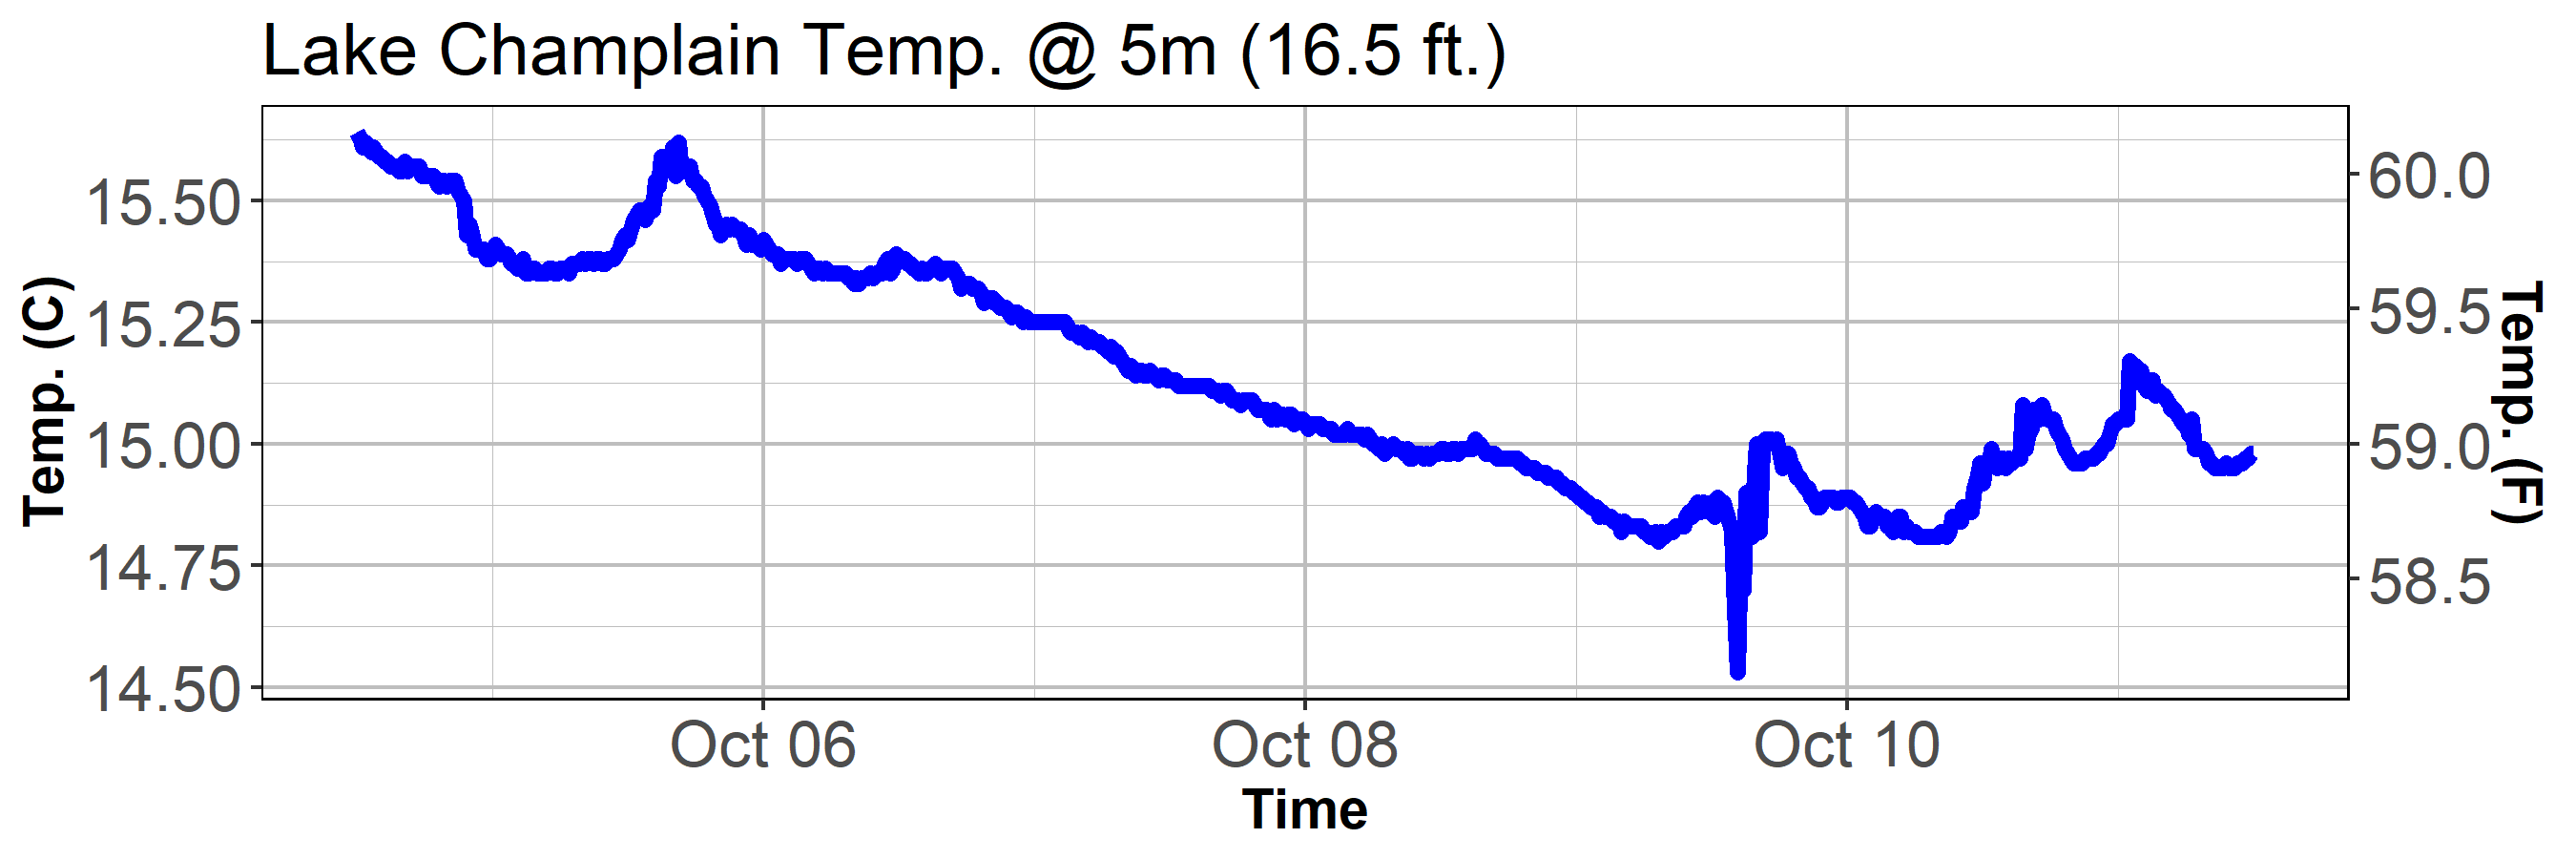 Lake Champlain Temp. @ 5m (16.5 ft.)
Temp. (C)
15.50
15.25
15.00
14.75
14.50
60.0
59.5
59.0
58.5
Temp. (F)
Oct 06
Oct 08
Oct 10
Time